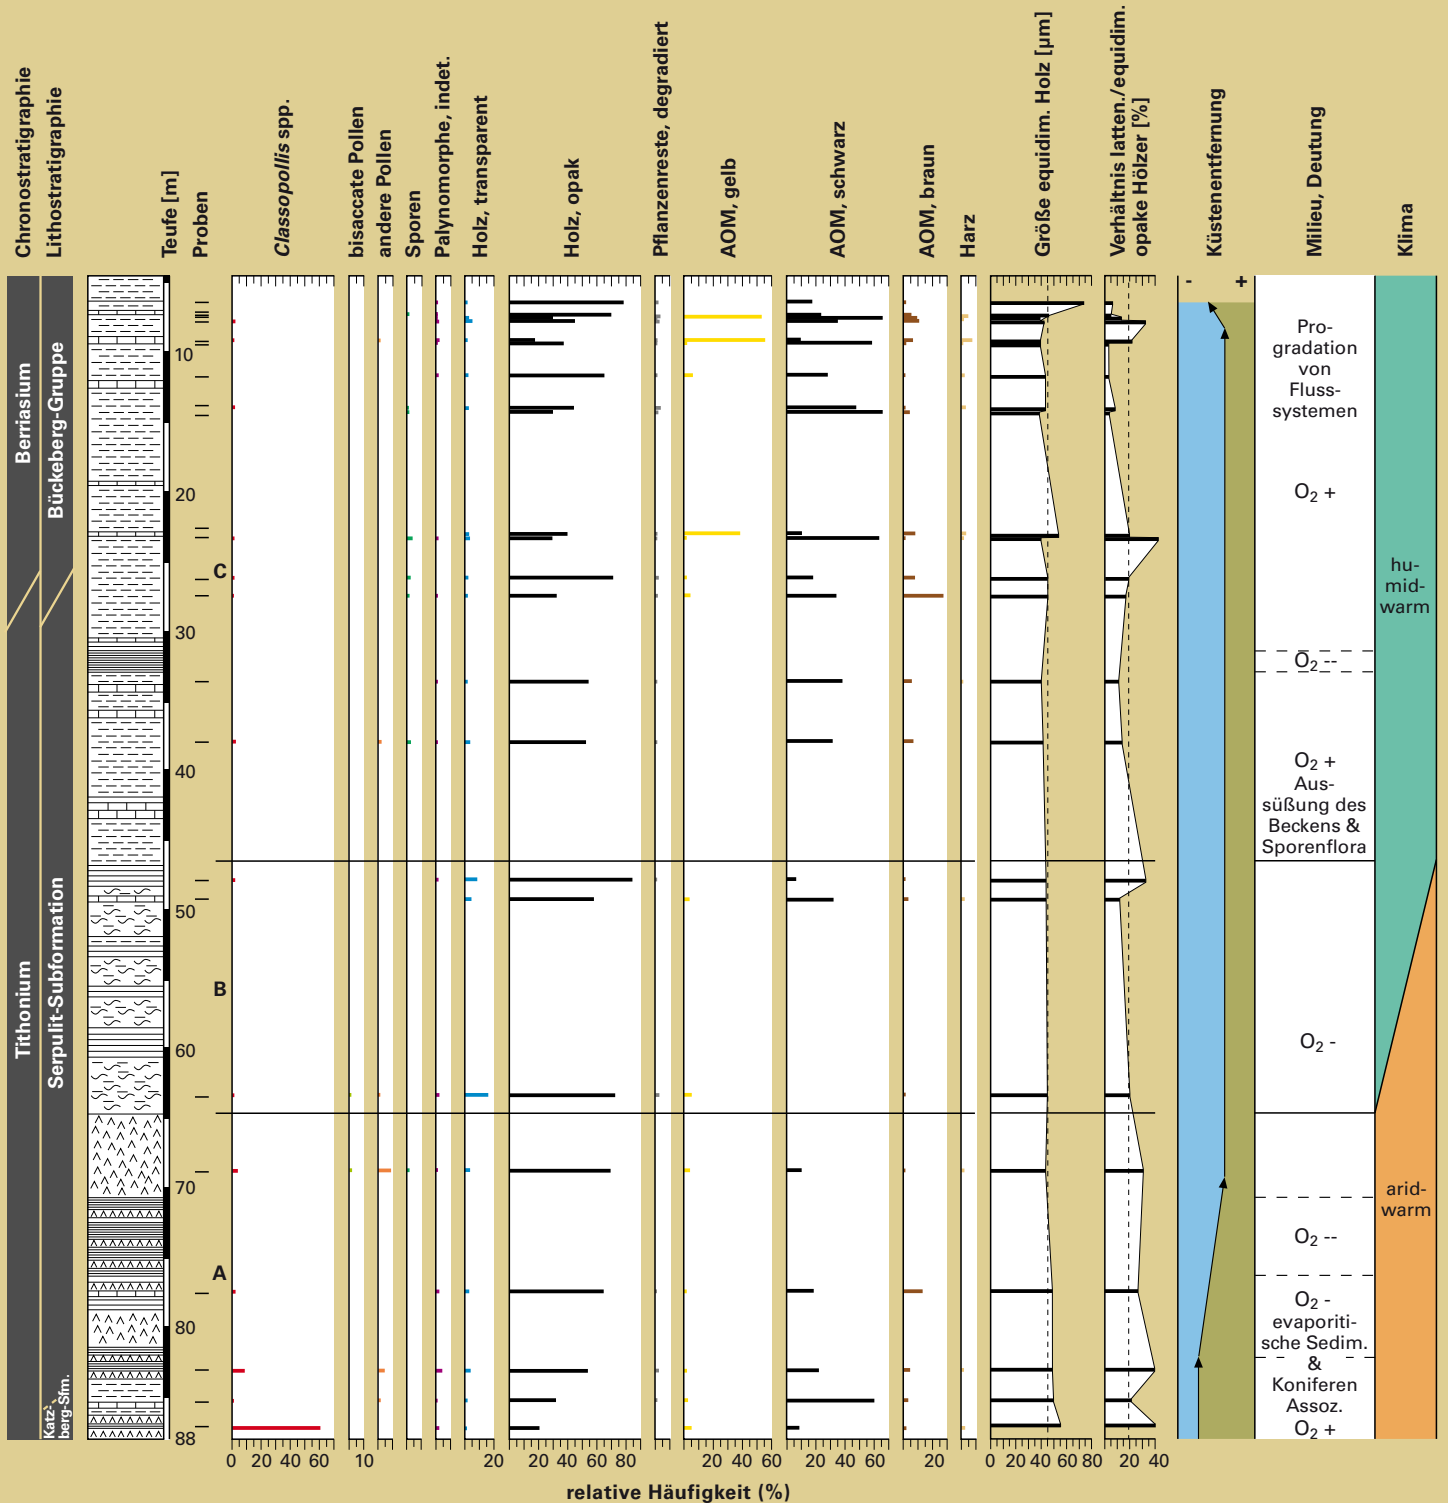 Chronostratigraphie
Lithostratigraphie
Teufe [m]
Proben
Classopollis spp.
bisaccate Pollen
andere Pollen
Sporen
Palynomorphe, indet.
Holz, transparent
Holz, opak
Pflanzenreste, degradiert
AOM, gelb
AOM, schwarz
AOM, braun
Harz
Größe equidim. Holz [µm]
Verhältnis latten./equidim.
opake Hölzer [%]
Küstenentfernung
Milieu, Deutung
Klima
- +
Berriasium
Bückeberg-Gruppe
Tithonium
Serpulit-Subformation
Katz-
berg-Sfm.
10
20
30
40
50
60
70
80
88
C
B
A
Pro-
gradation
von
Fluss-
systemen
O2 +
O2 --
O2 +
Aus-
süßung des
Beckens &
Sporenflora
O2 -
O2 --
O2 -
evaporiti-
sche Sedim.
&
Koniferen
Assoz.
O2 +
hu-
mid-
warm
arid-
warm
0 20 40 60 10 20 20 40 60 80 20 40 60 20 40 60 20 0 20 40 60 80 20 40
relative Häufigkeit (%)